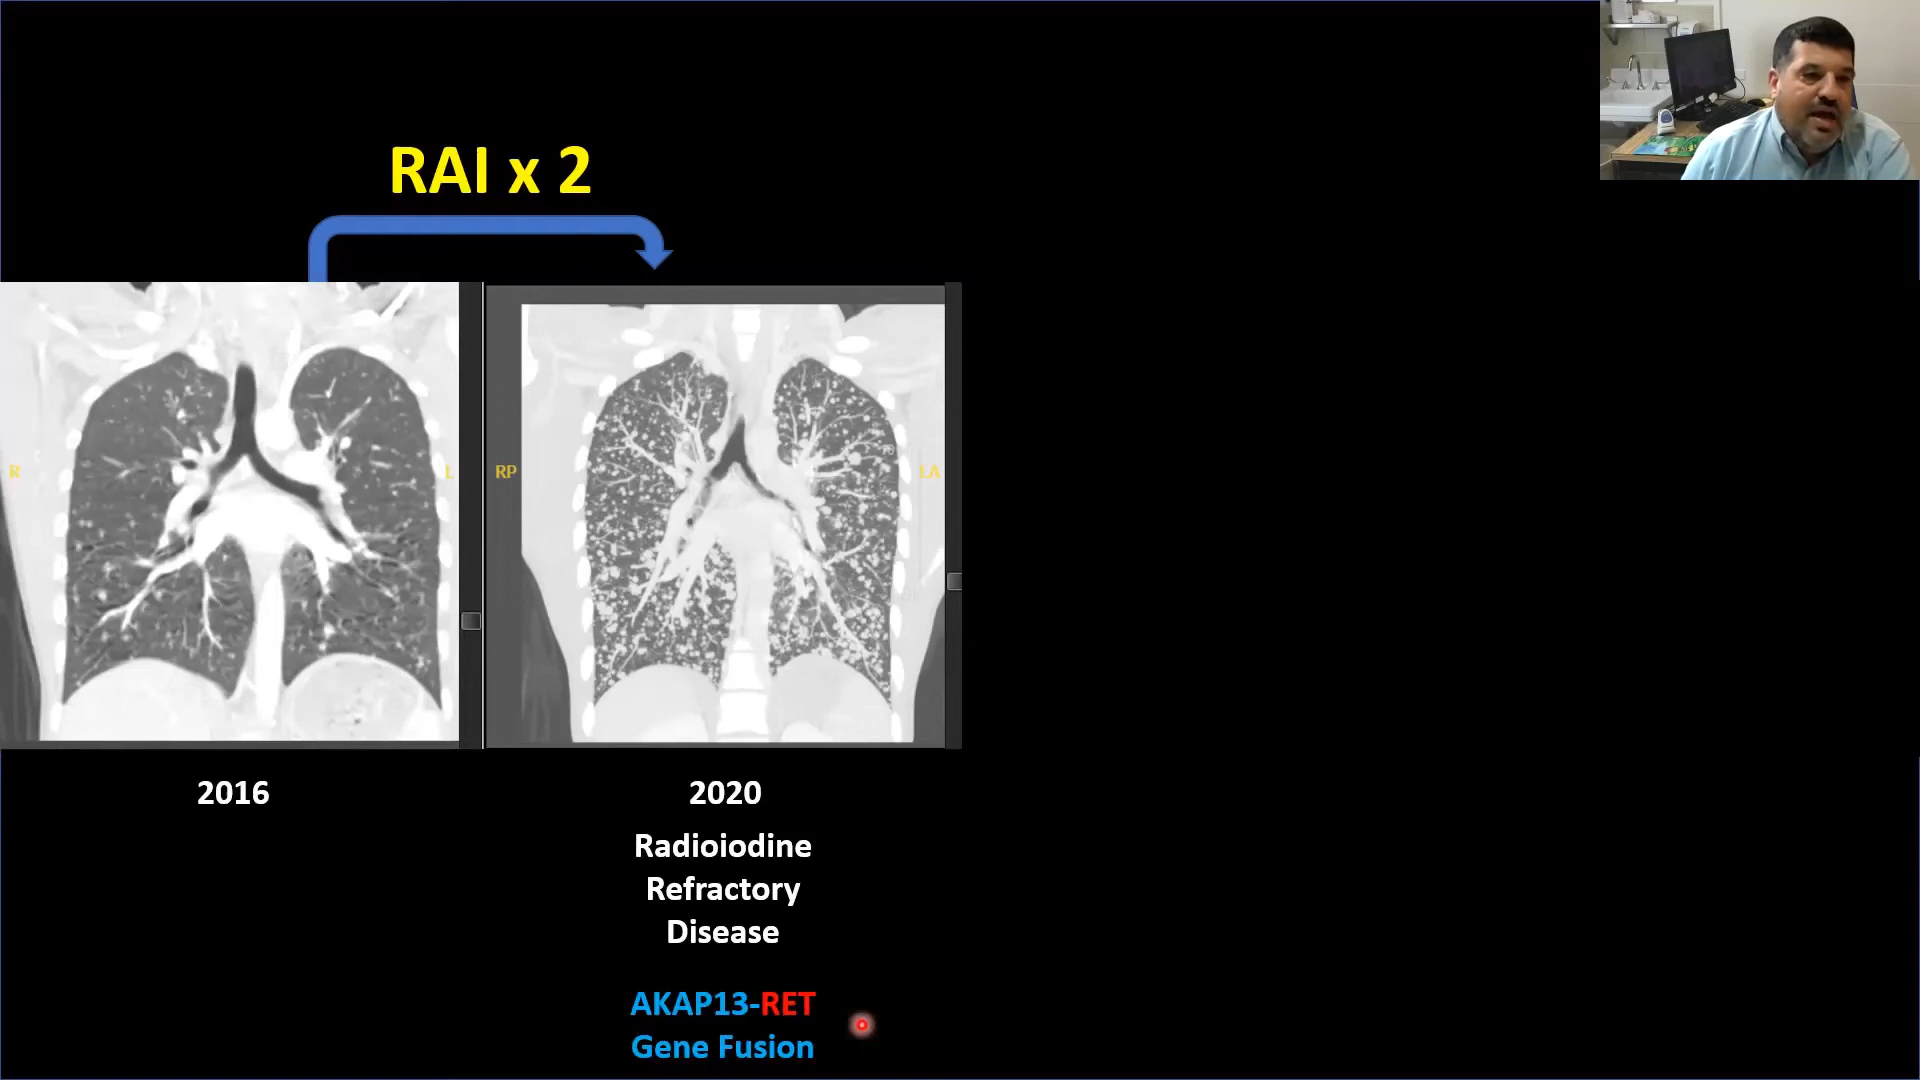 RAI x 2
R
L
RP
LA
2016
2020
Radioiodine
Refractory
Disease
AKAP13-RET
Gene Fusion